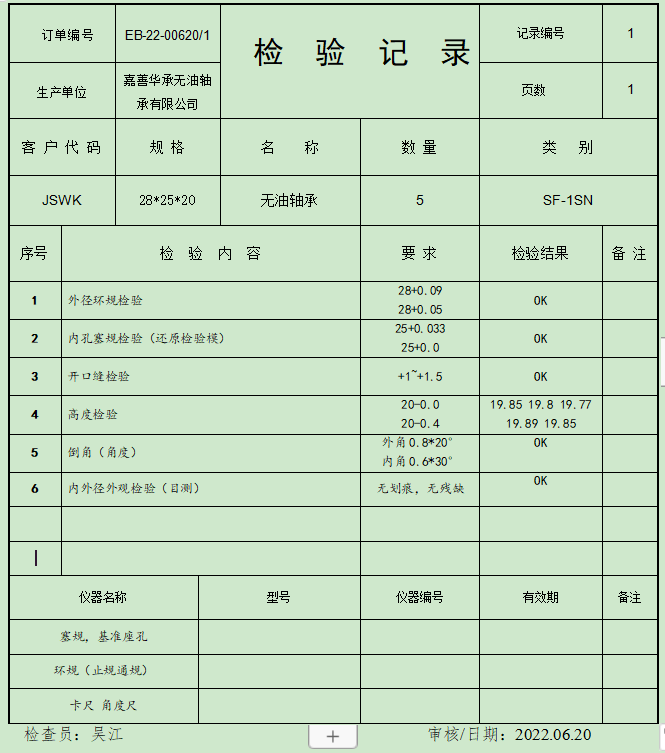 订单编号 EB-22-00620/1 检 验 记 录 记录编号 1
生产单位 嘉善华承无油轴
承有限公司 页数 1
客 户 代 码 规 格 名 称 数 量 类 别
JSWK 28*25*20 无油轴承 5 SF-1SN
序号 检 验 内 容 要 求 检验结果 备 注
1 外径环规检验 28+0.09
28+0.05 OK
2 内孔塞规检验（还原检验模） 25+0.033
25+0.0 OK
3 开口缝检验 +1~+1.5 OK
4 高度检验 20-0.0
20-0.4 19.85 19.8 19.77
19.89 19.85
5 倒角（角度） 外角0.8*20°
内角0.6*30° OK
6 内外径外观检验（目测） 无划痕，无残缺 OK
仪器名称 型号 仪器编号 有效期 备注
塞规，基准座孔
环规（止规通规）
卡尺 角度尺
检查员：吴江 审核/日期：2022.06.20